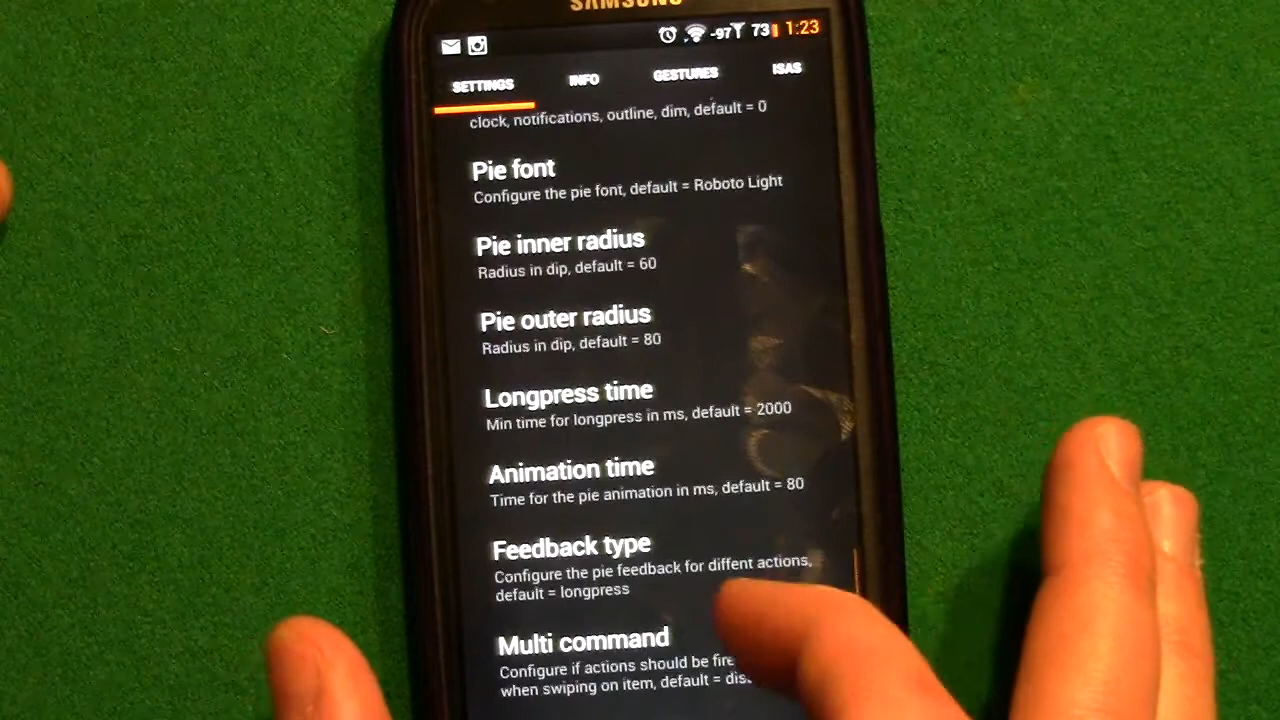 SAMSUNG
-97 73 1:23
SETTINGS INFO GESTURES ISAS
clock, notifications, outline, dim, default = 0
Pie font
Configure the pie font, default = Roboto Light
Pie inner radius
Radius in dip, default = 60
Pie outer radius
Radius in dip, default = 80
Longpress time
Min time for longpress in ms, default = 2000
Animation time
Time for the pie animation in ms, default = 80
Feedback type
Configure the pie feedback for diffent actions,
default = longpress
Multi command
Configure if actions should be
when swiping on item, default =